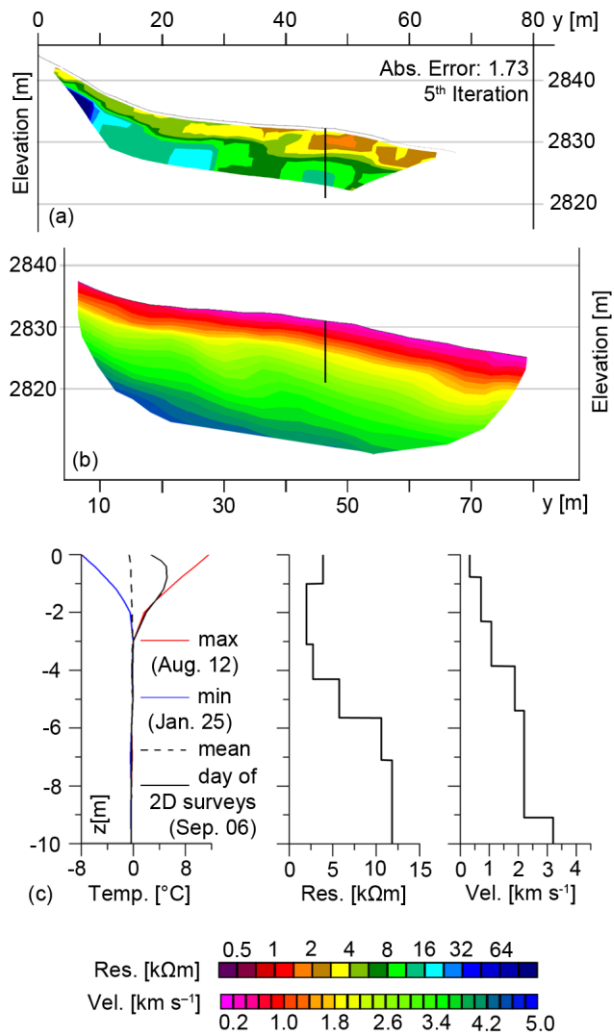 0 20 40 60 80 y [m]
Abs. Error: 1.73
5th Iteration
Elevation [m]
2840
2830
2820
(a)
2840
2830
2820
Elevation [m]
(b)
10 30 50 70 y [m]
0
-2
-4
-6
-8
-10
z[m]
max
(Aug. 12)
min
(Jan. 25)
mean
day of
2D surveys
(Sep. 06)
-8 0 8
0 5 10 15
0 1 2 3 4
(c) Temp. [°C] Res. [kΩm] Vel. [km s⁻¹]
0.5 1 2 4 8 16 32 64
Res. [kΩm]
Vel. [km s⁻¹]
0.2 1.0 1.8 2.6 3.4 4.2 5.0